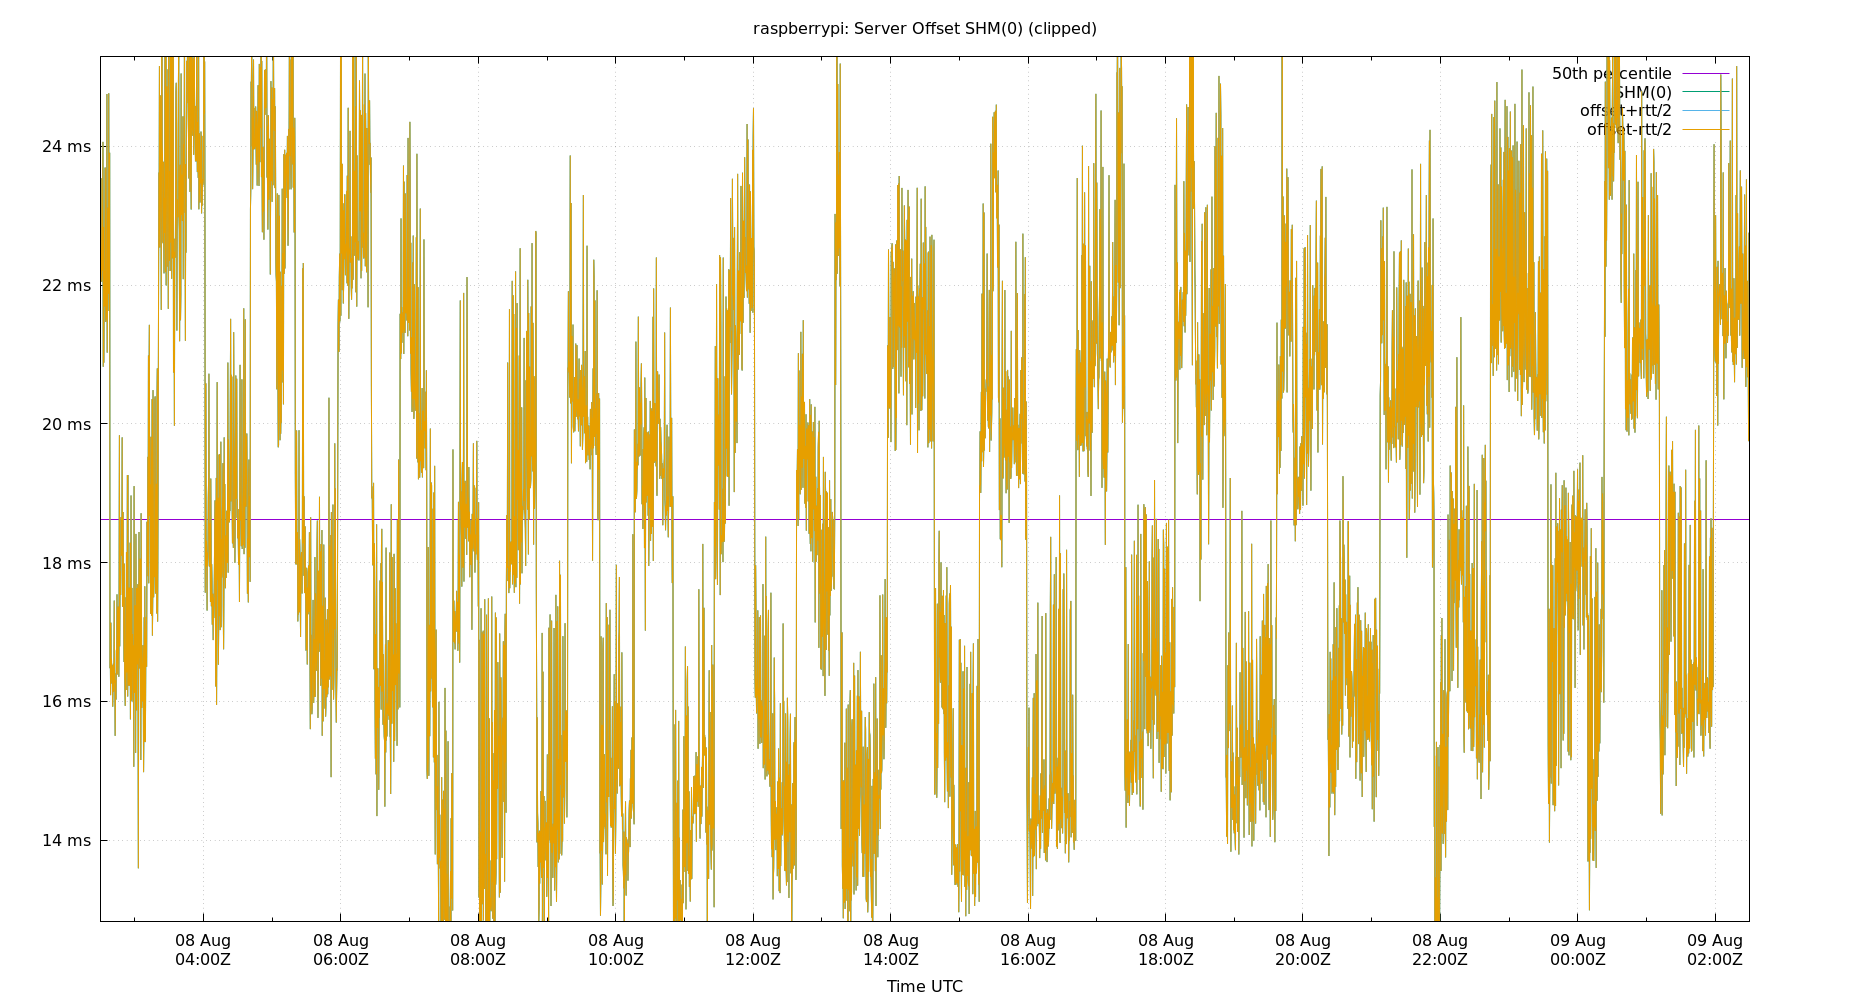 raspberrypi: Server Offset SHM(0) (clipped)
50th percentile
SHM(0)
offset+rtt/2
offset-rtt/2
24 ms
22 ms
20 ms
18 ms
16 ms
14 ms
08 Aug 08 Aug 08 Aug 08 Aug 08 Aug 08 Aug 08 Aug 08 Aug 08 Aug 08 Aug 09 Aug 09 Aug
04:00Z 06:00Z 08:00Z 10:00Z 12:00Z 14:00Z 16:00Z 18:00Z 20:00Z 22:00Z 00:00Z 02:00Z
Time UTC